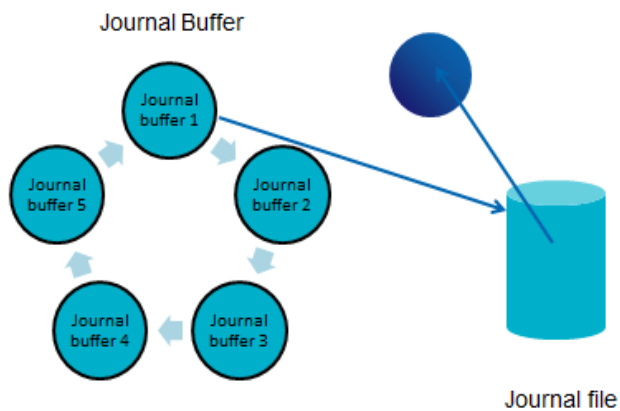 Journal Buffer
Journal
buffer 1
Journal
buffer 2
Journal
buffer 3
Journal
buffer 4
Journal
buffer 5
Journal file